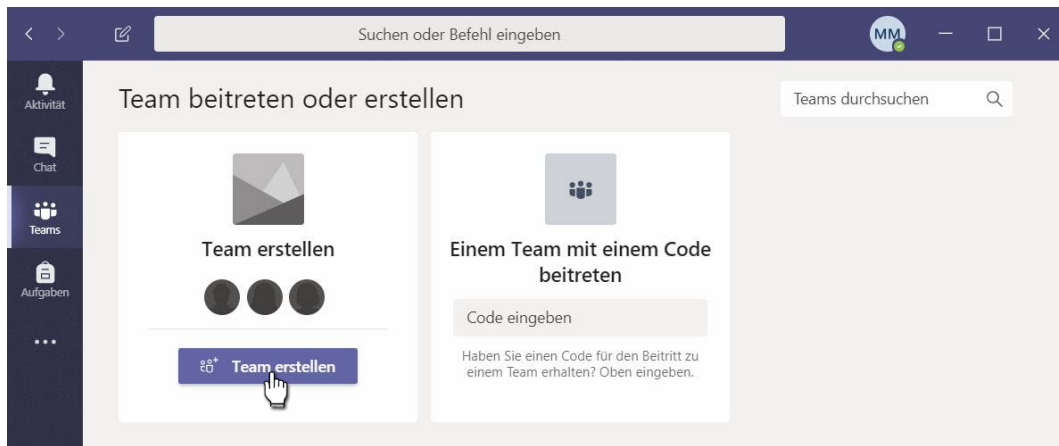 Suchen oder Befehl eingeben
MM
Aktivität
Chat
Teams
Aufgaben
Team beitreten oder erstellen
Teams durchsuchen
Team erstellen
Team erstellen
Einem Team mit einem Code
beitreten
Code eingeben
Haben Sie einen Code für den Beitritt zu
einem Team erhalten? Oben eingeben.